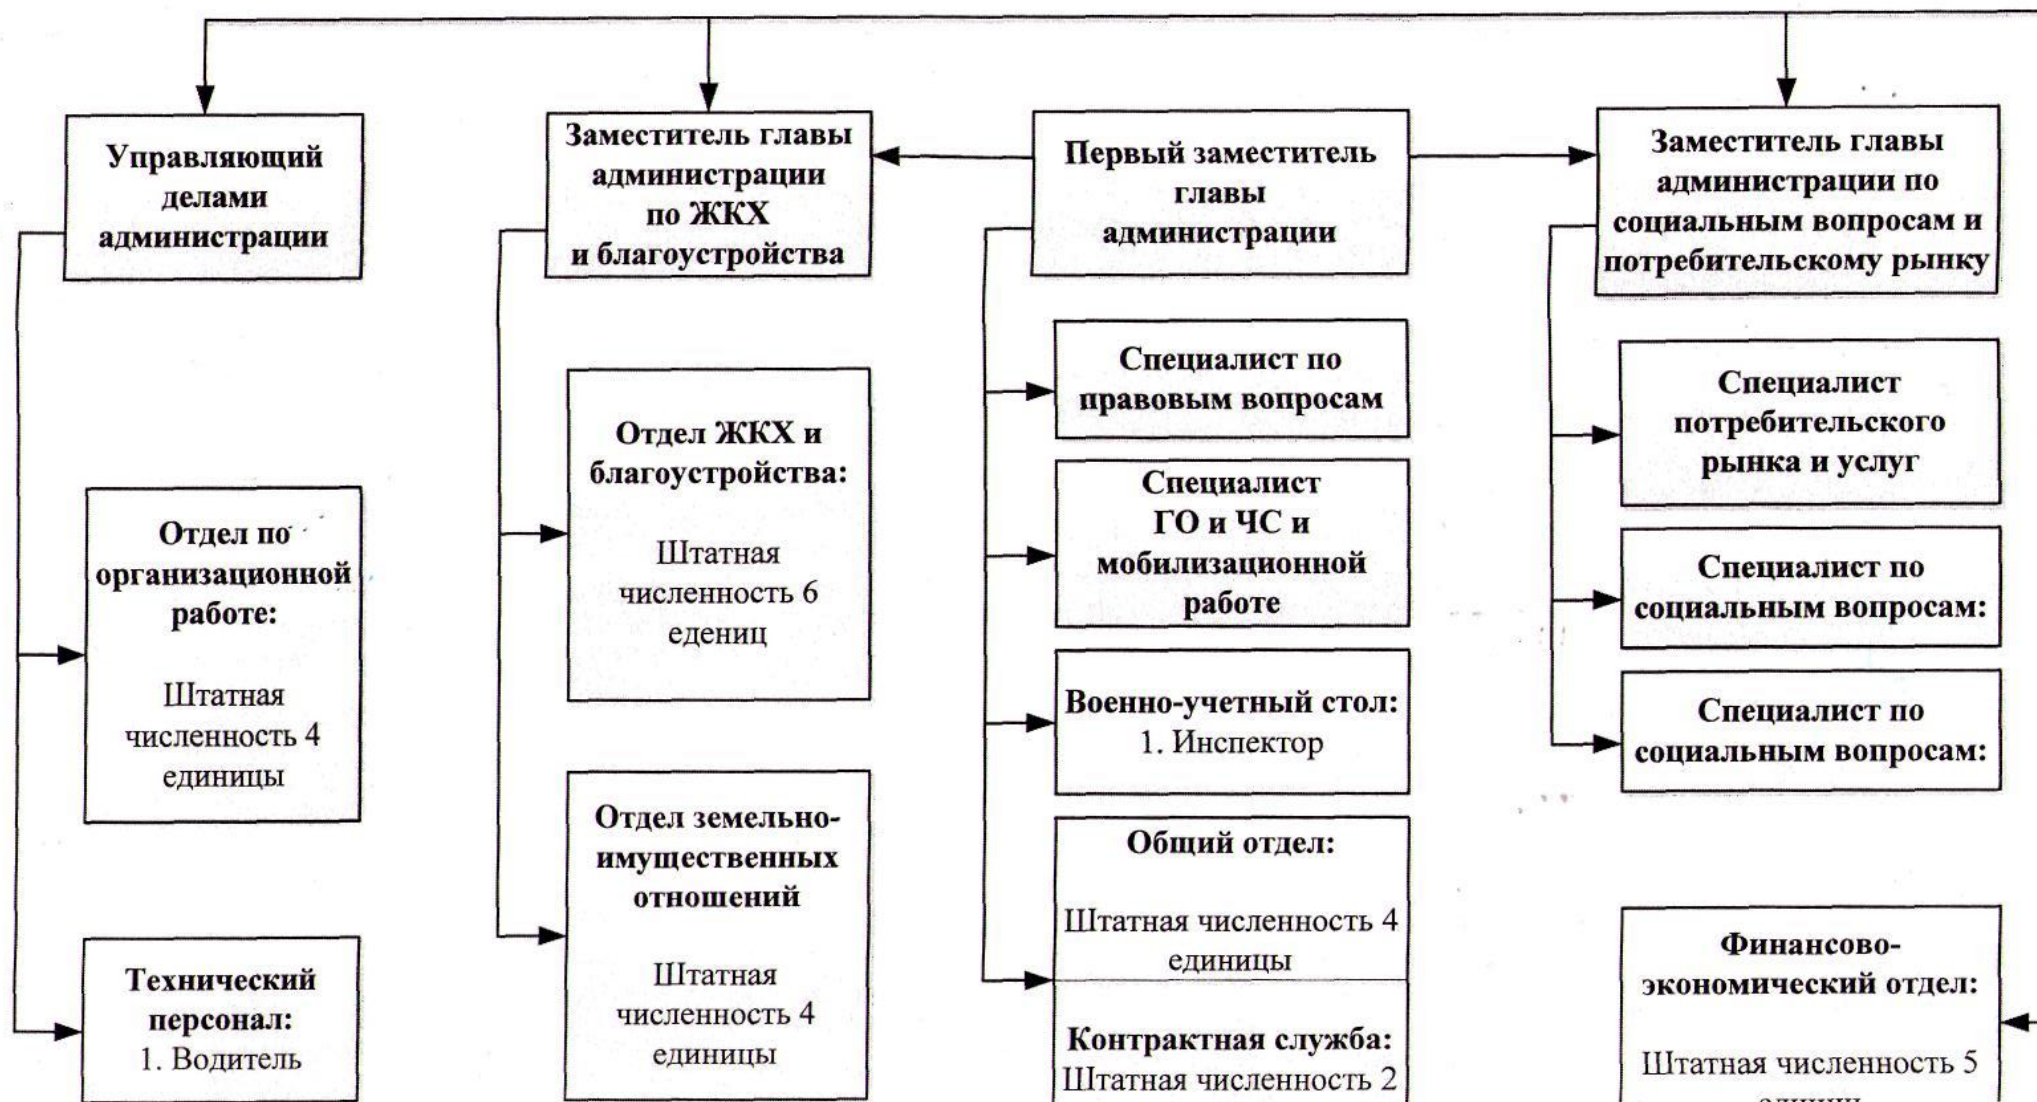 Управляющий
делами
администрации
Заместитель главы
администрации
по ЖКХ
и благоустройства
Первый заместитель
главы
администрации
Заместитель главы
администрации по
социальным вопросам и
потребительскому рынку
Отдел по
организационной
работе:
Штатная
численность 4
единицы
Технический
персонал:
1. Водитель
Отдел ЖКХ и
благоустройства:
Штатная
численность 6
едениц
Отдел земельно-
имущественных
отношений
Штатная
численность 4
единицы
Специалист по
правовым вопросам
Специалист
ГО и ЧС и
мобилизационной
работе
Военно-учетный стол:
1. Инспектор
Общий отдел:
Штатная численность 4
единицы
Контрактная служба:
Штатная численность 2
Специалист
потребительского
рынка и услуг
Специалист по
социальным вопросам:
Специалист по
социальным вопросам:
Финансово-
экономический отдел:
Штатная численность 5